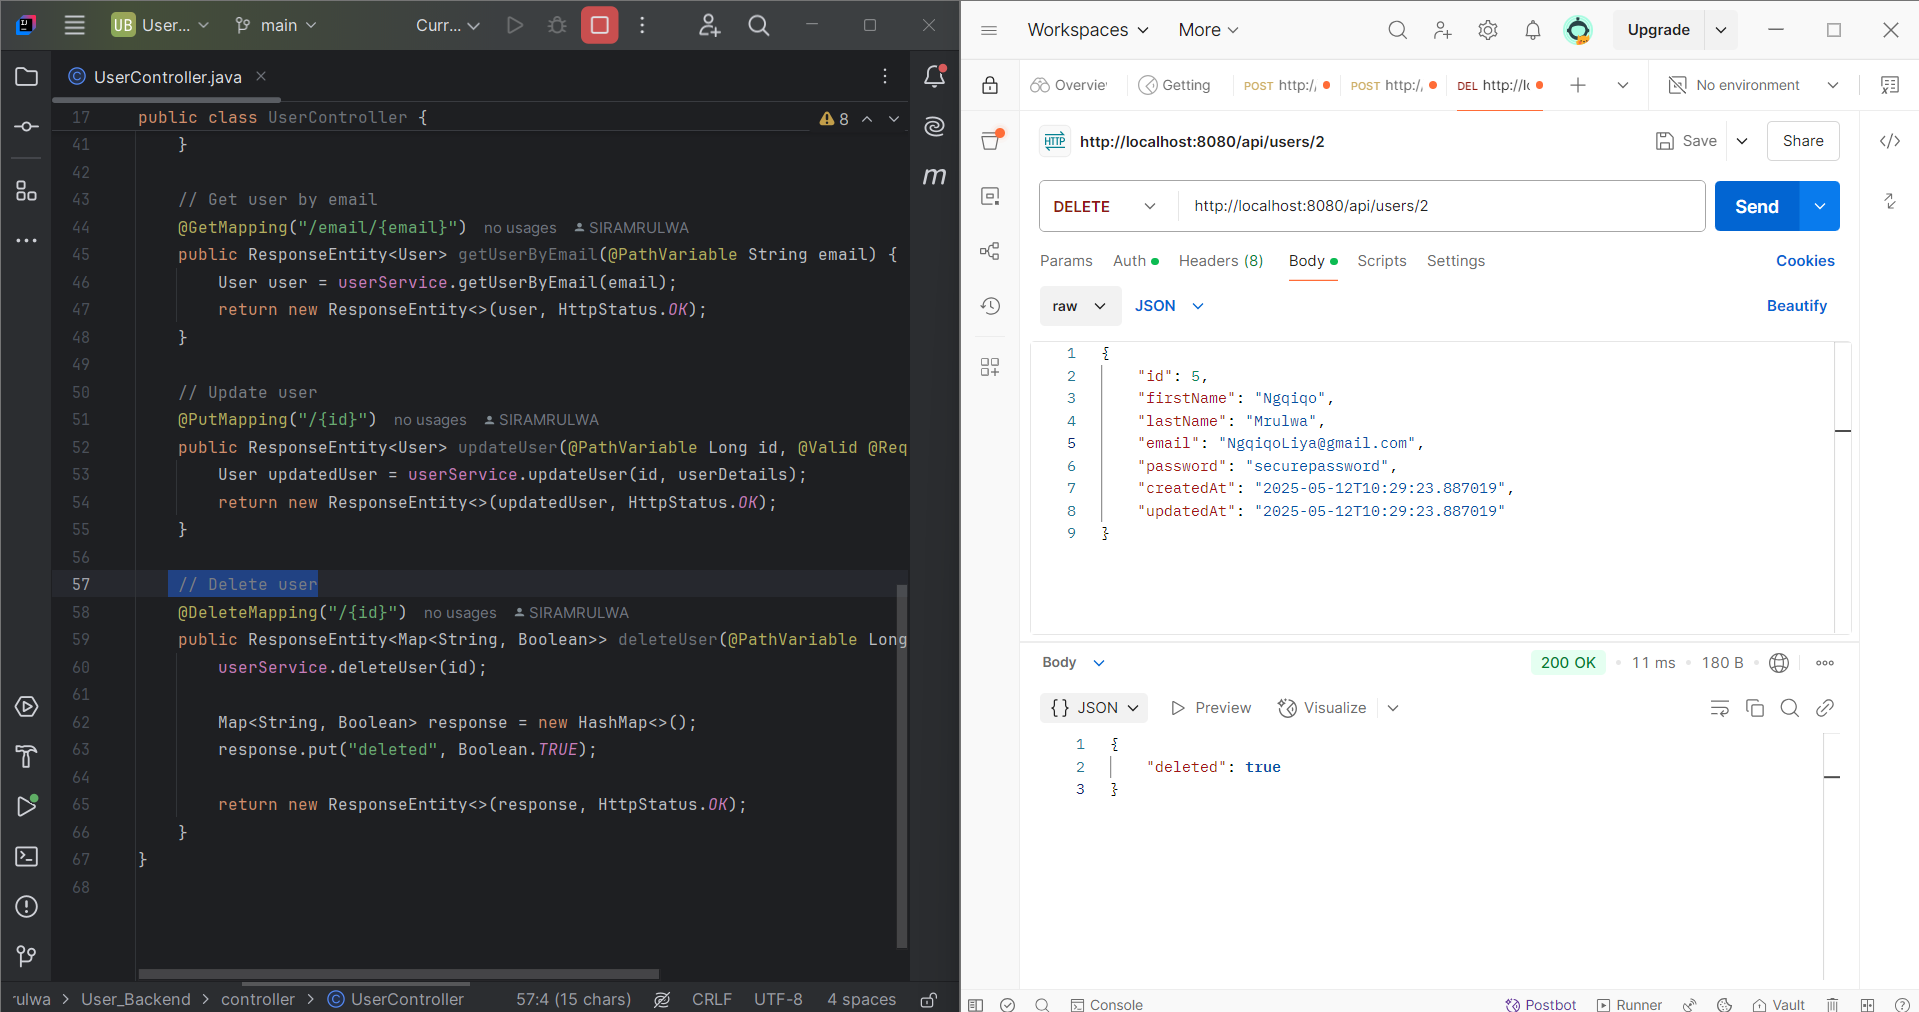 UB User...
main
Curr...
UserController.java
17 public class UserController {
8
41 }
42
43 // Get user by email
44 @GetMapping("/email/{email}") no usages SIRAMRULWA
45 public ResponseEntity<User> getUserByEmail(@PathVariable String email) {
46 User user = userService.getUserByEmail(email);
47 return new ResponseEntity<>(user, HttpStatus.OK);
48 }
49
50 // Update user
51 @PutMapping("/{id}") no usages SIRAMRULWA
52 public ResponseEntity<User> updateUser(@PathVariable Long id, @Valid @Req
53 User updatedUser = userService.updateUser(id, userDetails);
54 return new ResponseEntity<>(updatedUser, HttpStatus.OK);
55 }
56
57 // Delete user
58 @DeleteMapping("/{id}") no usages SIRAMRULWA
59 public ResponseEntity<Map<String, Boolean>> deleteUser(@PathVariable Long
60 userService.deleteUser(id);
61
62 Map<String, Boolean> response = new HashMap<>();
63 response.put("deleted", Boolean.TRUE);
64
65 return new ResponseEntity<>(response, HttpStatus.OK);
66 }
67 }
68
m
rulwa > User_Backend > controller > UserController
57:4 (15 chars) CRLF UTF-8 4 spaces
Workspaces More
Upgrade
Overvie
Getting
POST http:/
POST http:/
DEL http://l
No environment
HTTP http://localhost:8080/api/users/2
Save
Share
DELETE http://localhost:8080/api/users/2
Send
Params Auth Headers (8) Body Scripts Settings
Cookies
raw JSON
Beautify
1 {
2 "id": 5,
3 "firstName": "Ngqiqo",
4 "lastName": "Mrulwa",
5 "email": "NgqiqoLiya@gmail.com",
6 "password": "securepassword",
7 "createdAt": "2025-05-12T10:29:23.887019",
8 "updatedAt": "2025-05-12T10:29:23.887019"
9 }
Body
200 OK • 11 ms • 180 B
{} JSON Preview Visualize
1 {
2 "deleted": true
3 }
Console
Postbot Runner Vault